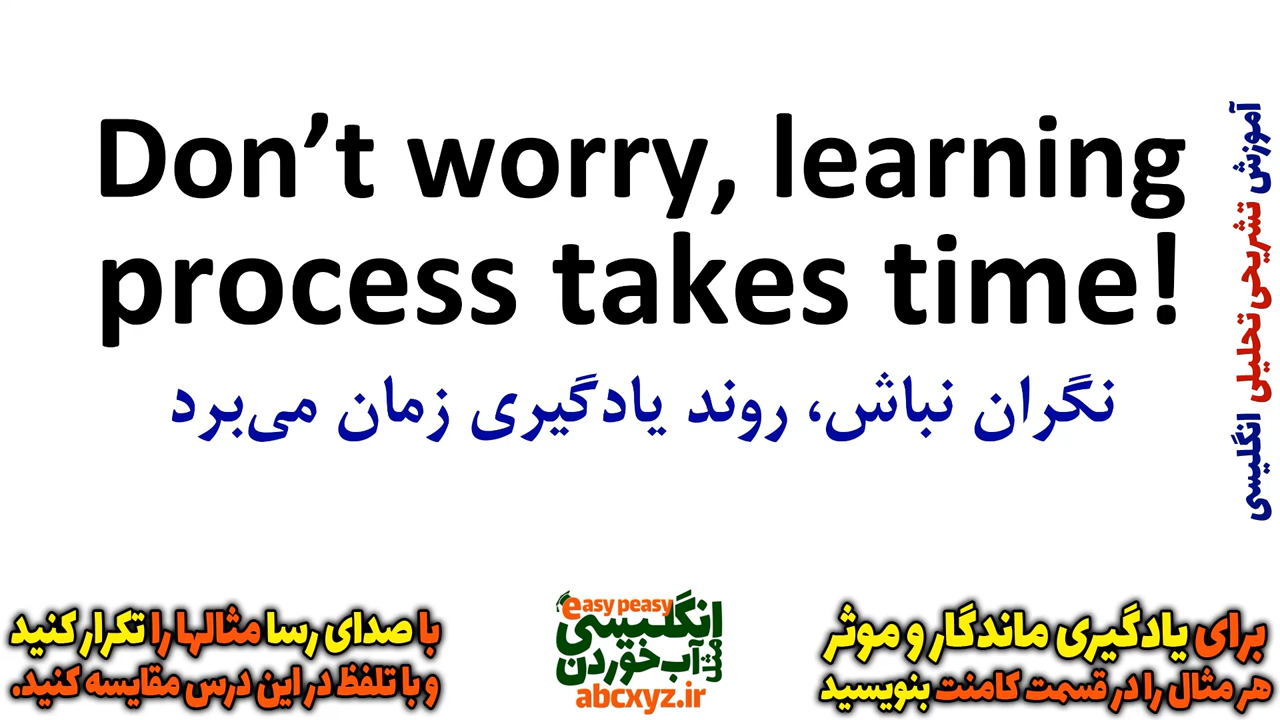 Don’t worry, learning
process takes time!
نگران نباش، روند یادگیری زمان می‌برد
آموزش تشریحی تحلیلی انگلیسی
برای یادگیری ماندگار و موثر
هر مثال را در قسمت کامنت بنویسید
easy peasy
انگلیسی
مثل آب خوردن
abcxyz.ir
با صدای رسا مثالها را تکرار کنید
و با تلفظ در این درس مقایسه کنید.